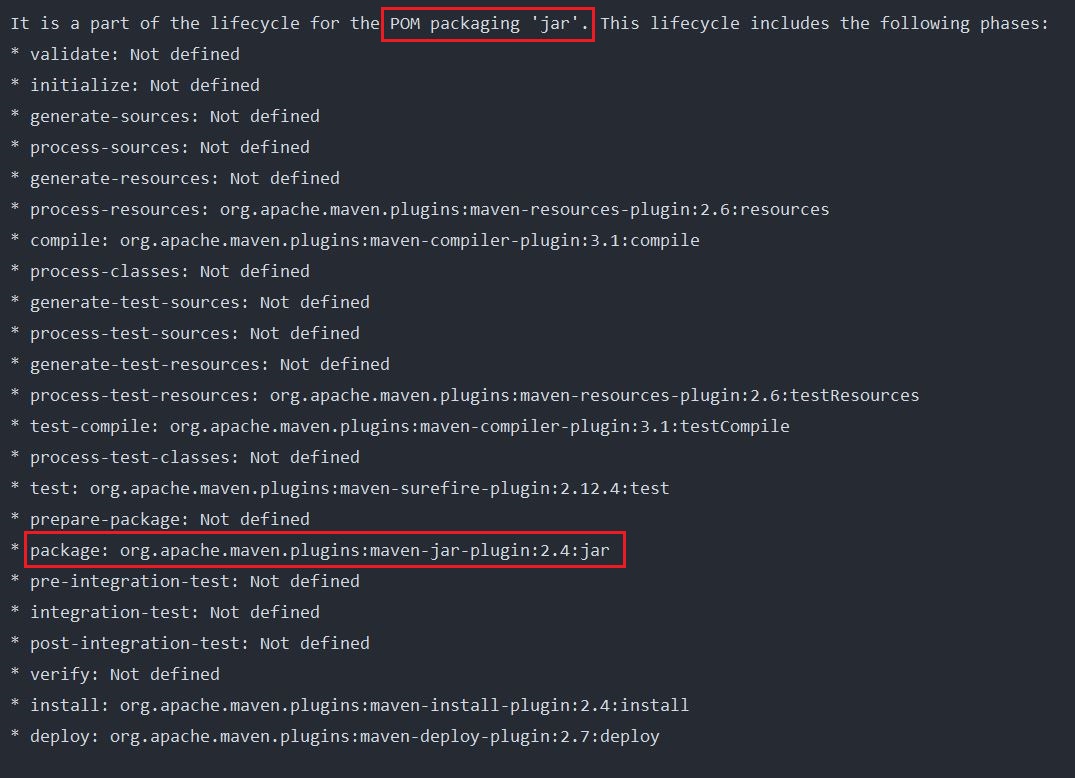 It is a part of the lifecycle for the POM packaging 'jar'. This lifecycle includes the following phases:
* validate: Not defined
* initialize: Not defined
* generate-sources: Not defined
* process-sources: Not defined
* generate-resources: Not defined
* process-resources: org.apache.maven.plugins:maven-resources-plugin:2.6:resources
* compile: org.apache.maven.plugins:maven-compiler-plugin:3.1:compile
* process-classes: Not defined
* generate-test-sources: Not defined
* process-test-sources: Not defined
* generate-test-resources: Not defined
* process-test-resources: org.apache.maven.plugins:maven-resources-plugin:2.6:testResources
* test-compile: org.apache.maven.plugins:maven-compiler-plugin:3.1:testCompile
* process-test-classes: Not defined
* test: org.apache.maven.plugins:maven-surefire-plugin:2.12.4:test
* prepare-package: Not defined
* package: org.apache.maven.plugins:maven-jar-plugin:2.4:jar
* pre-integration-test: Not defined
* integration-test: Not defined
* post-integration-test: Not defined
* verify: Not defined
* install: org.apache.maven.plugins:maven-install-plugin:2.4:install
* deploy: org.apache.maven.plugins:maven-deploy-plugin:2.7:deploy